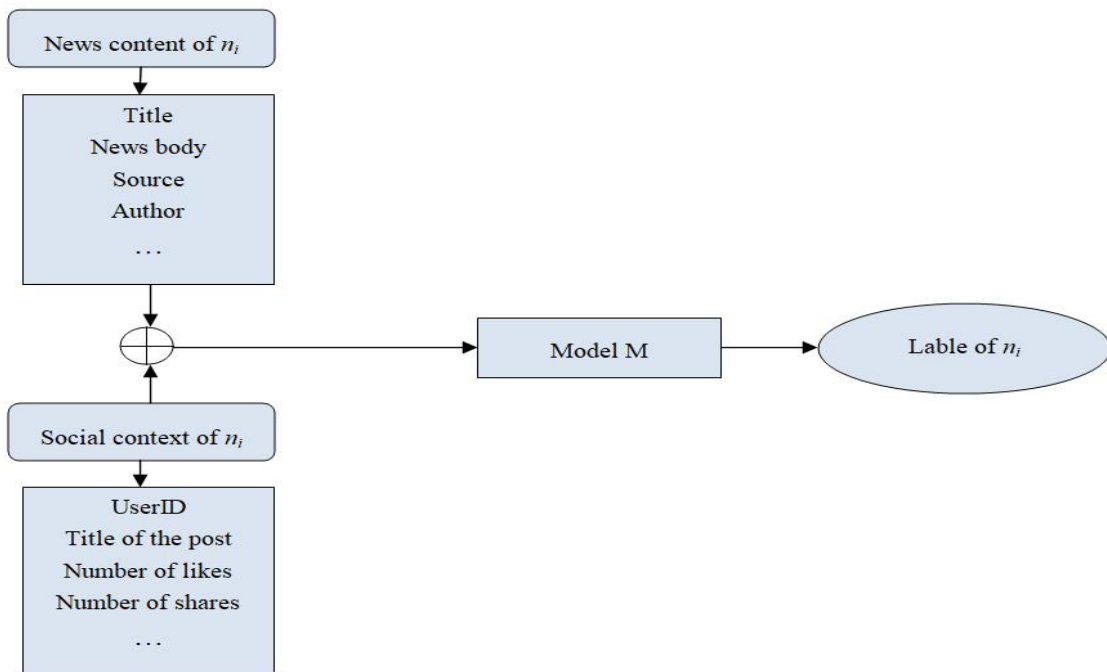 News content of nᵢ
Title
News body
Source
Author
...
Model M
Lable of nᵢ
Social context of nᵢ
UserID
Title of the post
Number of likes
Number of shares
...